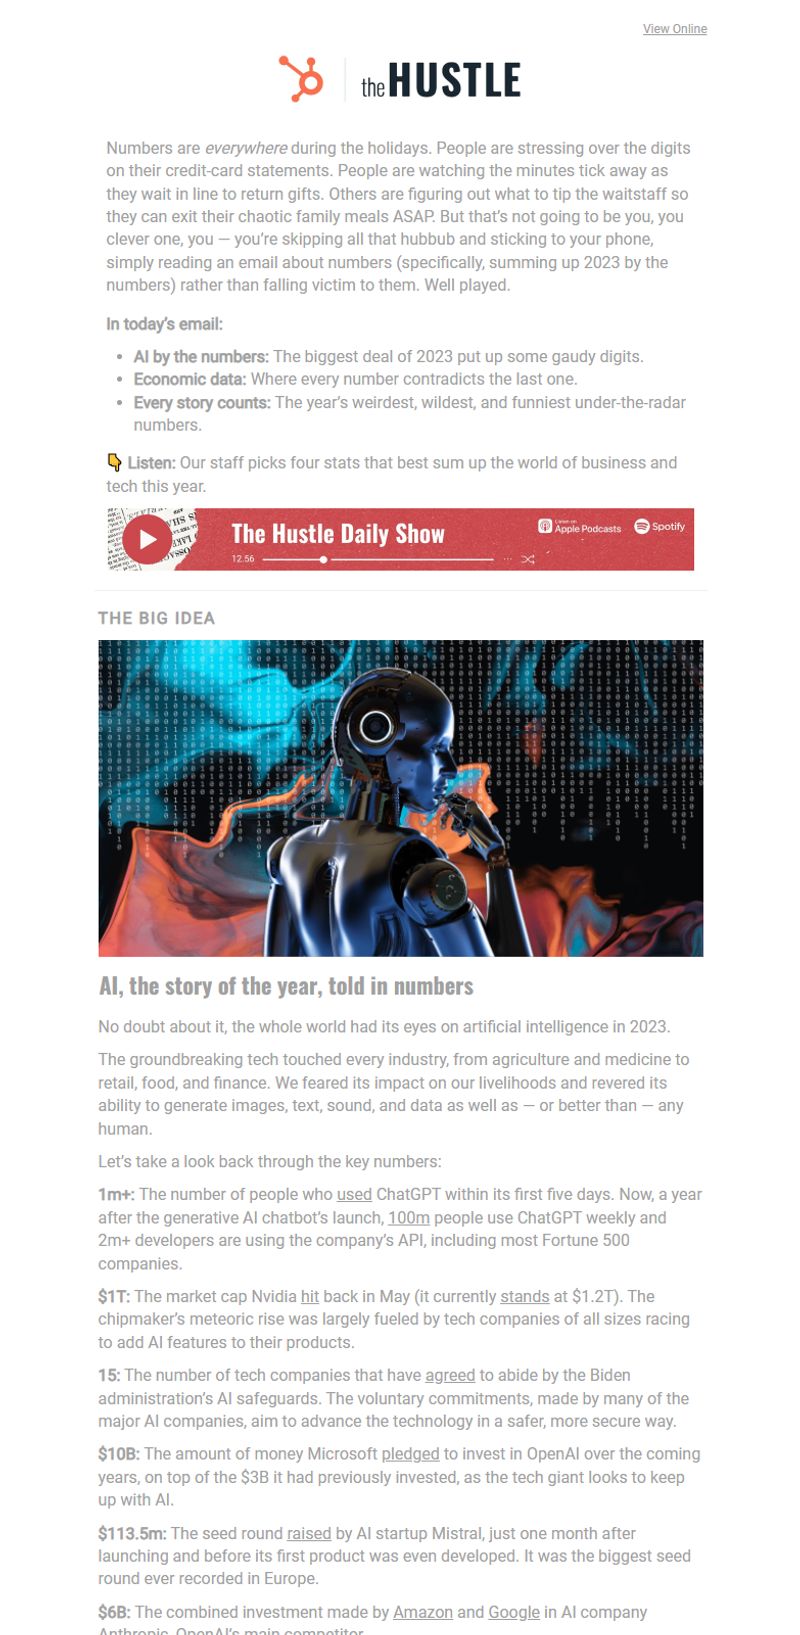 View Online
the HUSTLE
Numbers are everywhere during the holidays. People are stressing over the digits
on their credit-card statements. People are watching the minutes tick away as
they wait in line to return gifts. Others are figuring out what to tip the waitstaff so
they can exit their chaotic family meals ASAP. But that's not going to be you, you
clever one, you — you're skipping all that hubbub and sticking to your phone,
simply reading an email about numbers (specifically, summing up 2023 by the
numbers) rather than falling victim to them. Well played.
In today's email:
• AI by the numbers: The biggest deal of 2023 put up some gaudy digits.
• Economic data: Where every number contradicts the last one.
• Every story counts: The year's weirdest, wildest, and funniest under-the-radar
numbers.
👇 Listen: Our staff picks four stats that best sum up the world of business and
tech this year.
The Hustle Daily Show
Listen on
Apple Podcasts
Spotify
12.56
THE BIG IDEA
AI, the story of the year, told in numbers
No doubt about it, the whole world had its eyes on artificial intelligence in 2023.
The groundbreaking tech touched every industry, from agriculture and medicine to
retail, food, and finance. We feared its impact on our livelihoods and revered its
ability to generate images, text, sound, and data as well as — or better than — any
human.
Let's take a look back through the key numbers:
1m+: The number of people who used ChatGPT within its first five days. Now, a year
after the generative AI chatbot's launch, 100m people use ChatGPT weekly and
2m+ developers are using the company's API, including most Fortune 500
companies.
$1T: The market cap Nvidia hit back in May (it currently stands at $1.2T). The
chipmaker's meteoric rise was largely fueled by tech companies of all sizes racing
to add AI features to their products.
15: The number of tech companies that have agreed to abide by the Biden
administration's AI safeguards. The voluntary commitments, made by many of the
major AI companies, aim to advance the technology in a safer, more secure way.
$10B: The amount of money Microsoft pledged to invest in OpenAI over the coming
years, on top of the $3B it had previously invested, as the tech giant looks to keep
up with AI.
$113.5m: The seed round raised by AI startup Mistral, just one month after
launching and before its first product was even developed. It was the biggest seed
round ever recorded in Europe.
$6B: The combined investment made by Amazon and Google in AI company
Anthropic, OpenAI's main competitor.